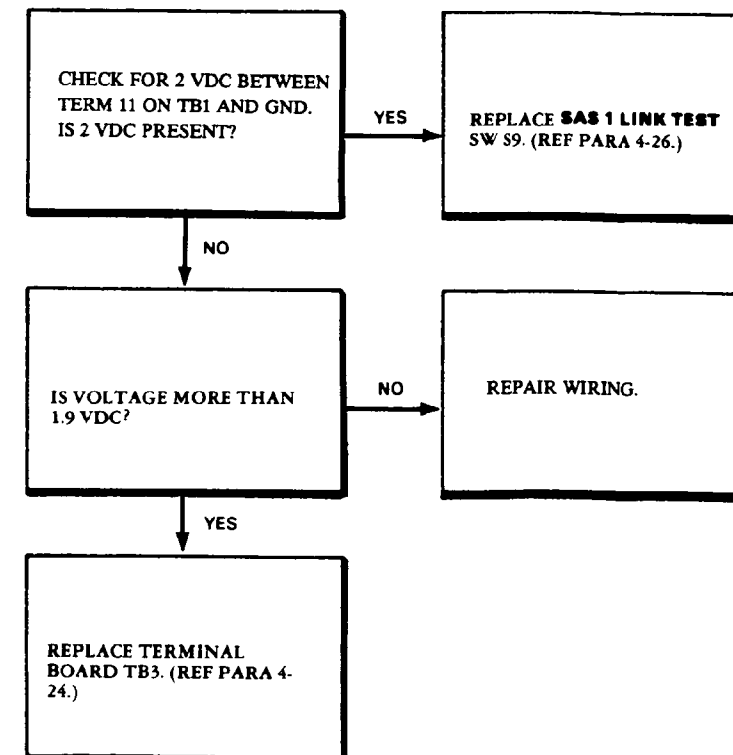 CHECK FOR 2 VDC BETWEEN
TERM 11 ON TB1 AND GND.
IS 2 VDC PRESENT?
YES
REPLACE SAS 1 LINK TEST
SW S9. (REF PARA 4-26.)
NO
IS VOLTAGE MORE THAN
1.9 VDC?
NO
REPAIR WIRING.
YES
REPLACE TERMINAL
BOARD TB3. (REF PARA 4-
24.)